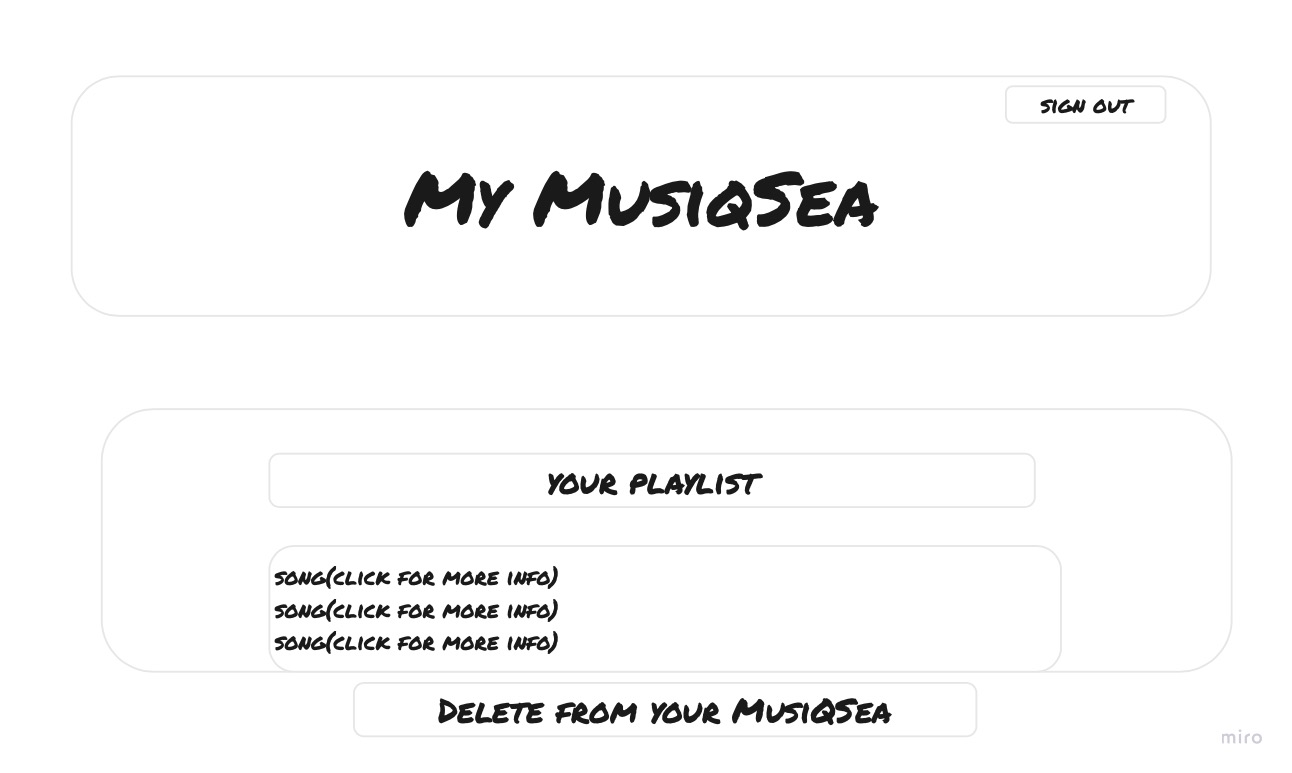 SIGN OUT
My MusiQSea
YOUR PLAYLIST
SONG(CLICK FOR MORE INFO)
SONG(CLICK FOR MORE INFO)
SONG(CLICK FOR MORE INFO)
Delete from your MusiQSea
miro